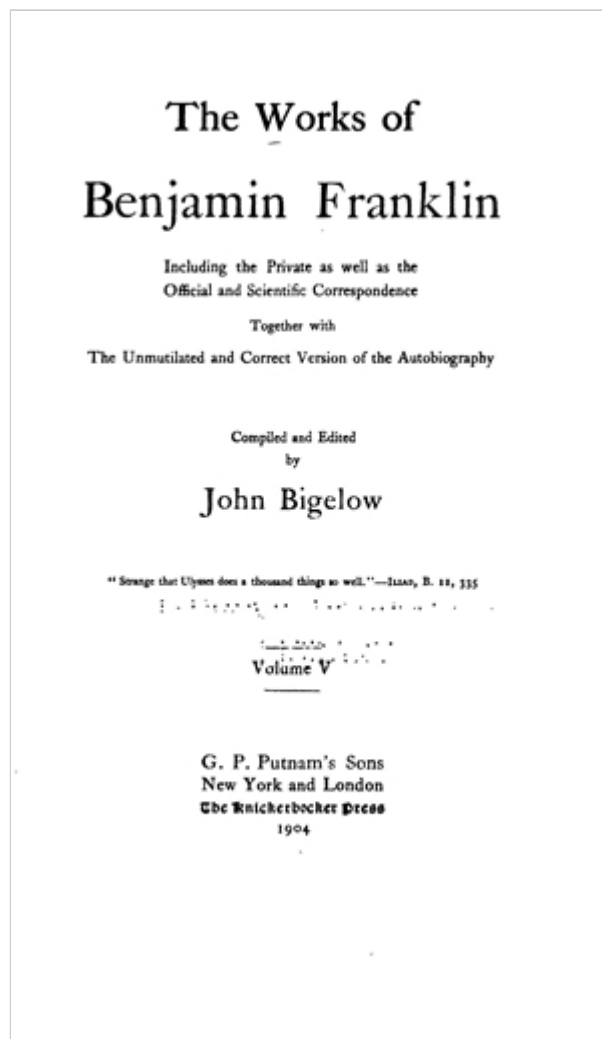 The Works of
Benjamin Franklin
Including the Private as well as the
Official and Scientific Correspondence
Together with
The Unmutilated and Correct Version of the Autobiography
Compiled and Edited
by
John Bigelow
" Strange that Ulysses does a thousand things so well."—ILIAD, B. 11, 335
Volume V
G. P. Putnam's Sons
New York and London
The Knickerbocker Press
1904